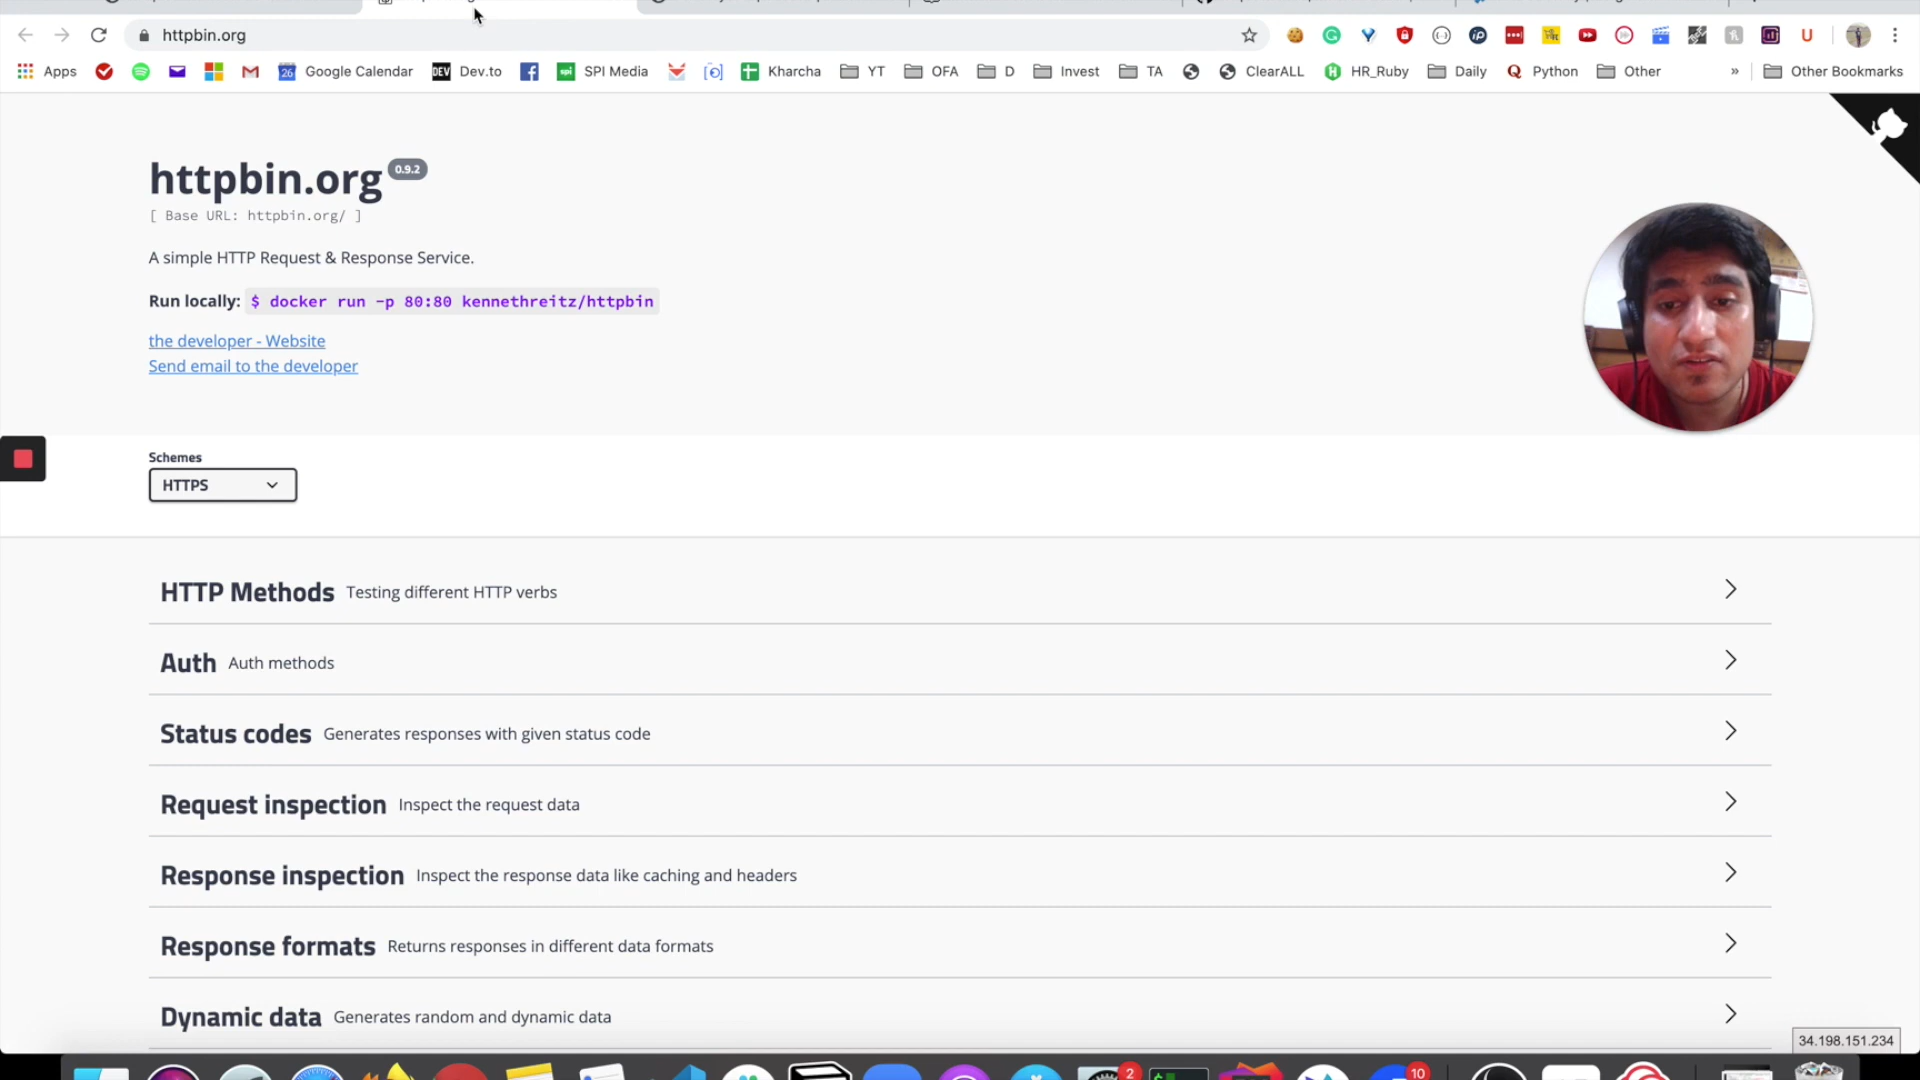 httpbin.org
Apps
26 Google Calendar
DEV Dev.to
spi SPI Media
Kharcha
YT
OFA
D
Invest
TA
ClearALL
HR_Ruby
Daily
Python
Other
»
Other Bookmarks
httpbin.org 0.9.2
[ Base URL: httpbin.org/ ]
A simple HTTP Request & Response Service.
Run locally: $ docker run -p 80:80 kennethreitz/httpbin
the developer - Website
Send email to the developer
Schemes
HTTPS
HTTP Methods Testing different HTTP verbs
Auth Auth methods
Status codes Generates responses with given status code
Request inspection Inspect the request data
Response inspection Inspect the response data like caching and headers
Response formats Returns responses in different data formats
Dynamic data Generates random and dynamic data
34.198.151.234
2
10